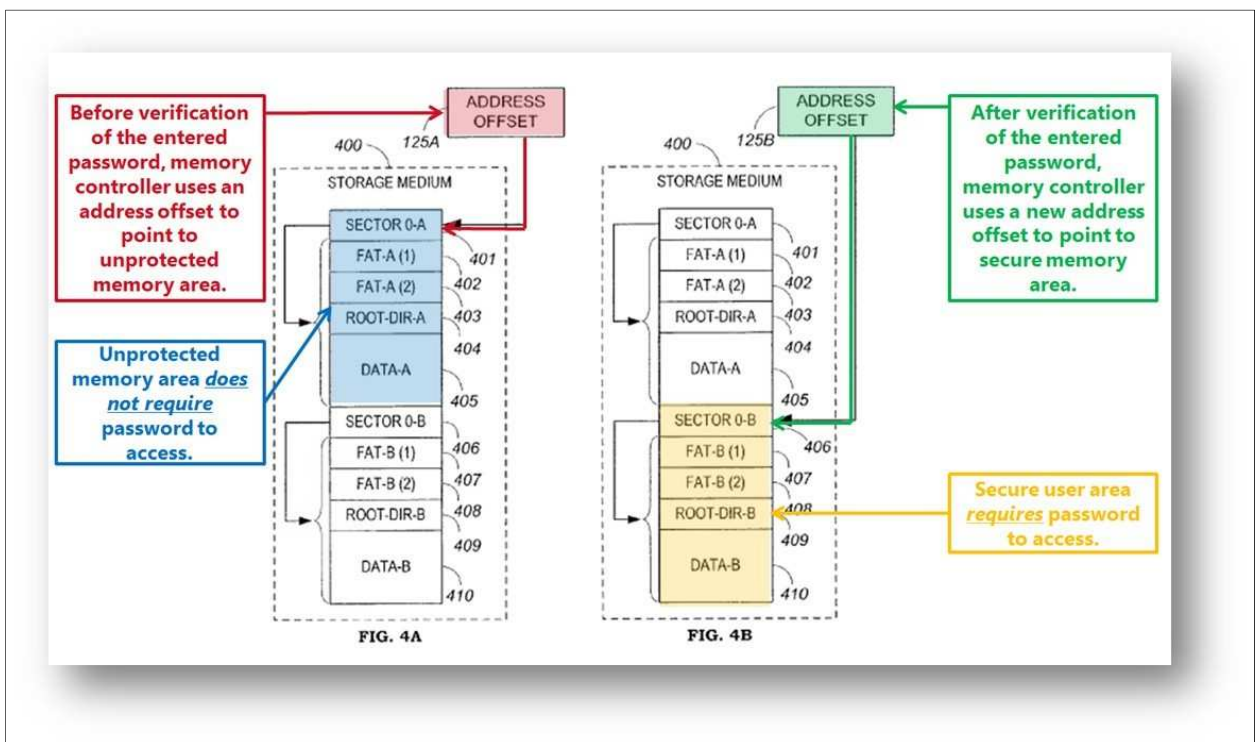 Before verification
of the entered
password, memory
controller uses an
address offset to
point to
unprotected
memory area.
Unprotected
memory area does
not require
password to
access.
ADDRESS
OFFSET
125A
400
STORAGE MEDIUM
SECTOR 0-A
401
FAT-A (1)
402
FAT-A (2)
403
ROOT-DIR-A
404
DATA-A
405
SECTOR 0-B
406
FAT-B (1)
407
FAT-B (2)
408
ROOT-DIR-B
409
DATA-B
410
FIG. 4A
ADDRESS
OFFSET
125B
400
STORAGE MEDIUM
SECTOR 0-A
401
FAT-A (1)
402
FAT-A (2)
403
ROOT-DIR-A
404
DATA-A
405
SECTOR 0-B
406
FAT-B (1)
407
FAT-B (2)
408
ROOT-DIR-B
409
DATA-B
410
FIG. 4B
After verification
of the entered
password,
memory controller
uses a new address
offset to point to
secure memory
area.
Secure user area
requires password
to access.